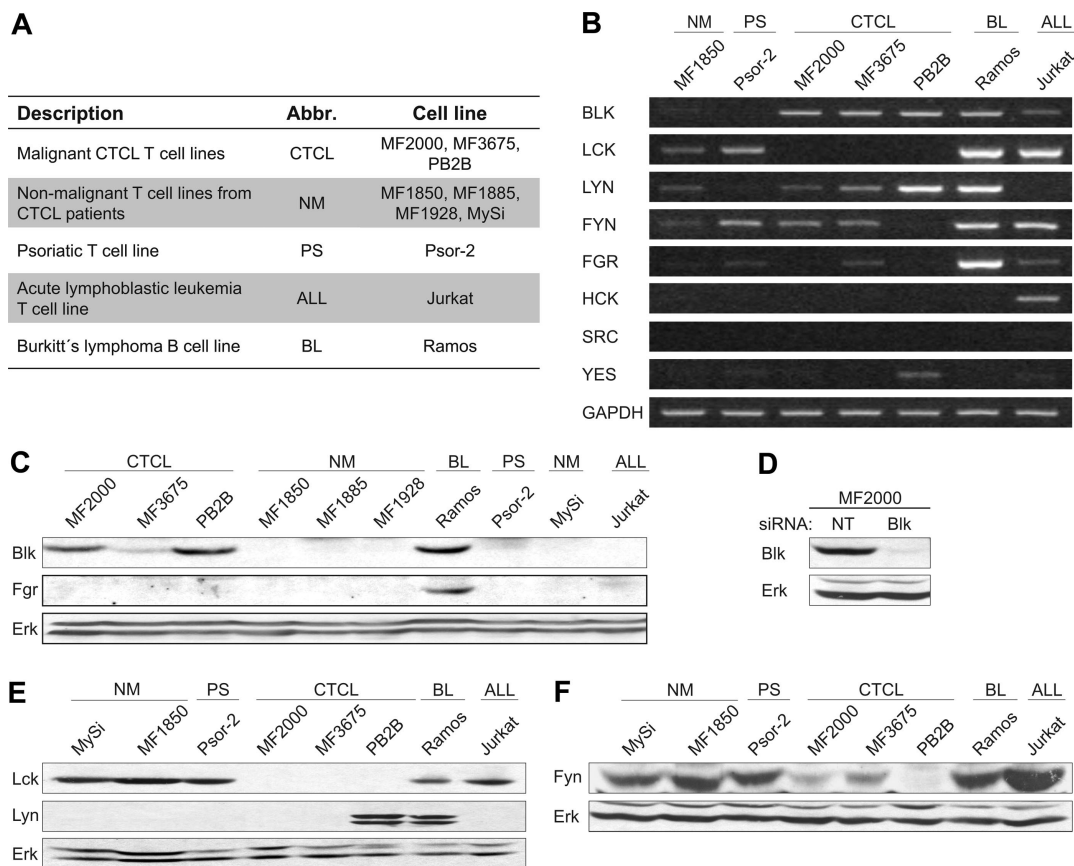 A
Description Abbr. Cell line
Malignant CTCL T cell lines CTCL MF2000, MF3675,
PB2B
Non-malignant T cell lines from
CTCL patients NM MF1850, MF1885,
MF1928, MySi
Psoriatic T cell line PS Psor-2
Acute lymphoblastic leukemia
T cell line ALL Jurkat
Burkitt´s lymphoma B cell line BL Ramos
B
NM PS CTCL BL ALL
MF1850 Psor-2 MF2000 MF3675 PB2B Ramos Jurkat
BLK
LCK
LYN
FYN
FGR
HCK
SRC
YES
GAPDH
C
CTCL NM BL PS NM ALL
MF2000 MF3675 PB2B MF1850 MF1885 MF1928 Ramos Psor-2 MySi Jurkat
Blk
Fgr
Erk
D
MF2000
siRNA: NT Blk
Blk
Erk
E
NM PS CTCL BL ALL
MySi MF1850 Psor-2 MF2000 MF3675 PB2B Ramos Jurkat
Lck
Lyn
Erk
F
NM PS CTCL BL ALL
MySi MF1850 Psor-2 MF2000 MF3675 PB2B Ramos Jurkat
Fyn
Erk